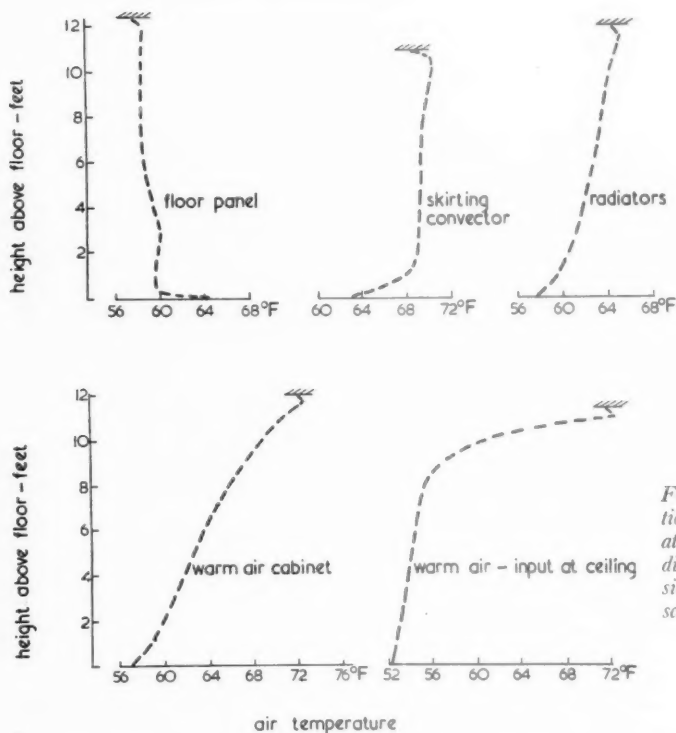 height above floor – feet
12
10
8
6
4
2
floor panel
56 60 64 68°F
skirting
convector
60 64 68 72°F
radiators
56 60 64 68°F
height above floor – feet
12
10
8
6
4
2
warm air cabinet
56 60 64 68 72 76°F
warm air – input at ceiling
52 56 60 64 68 72°F
air temperature